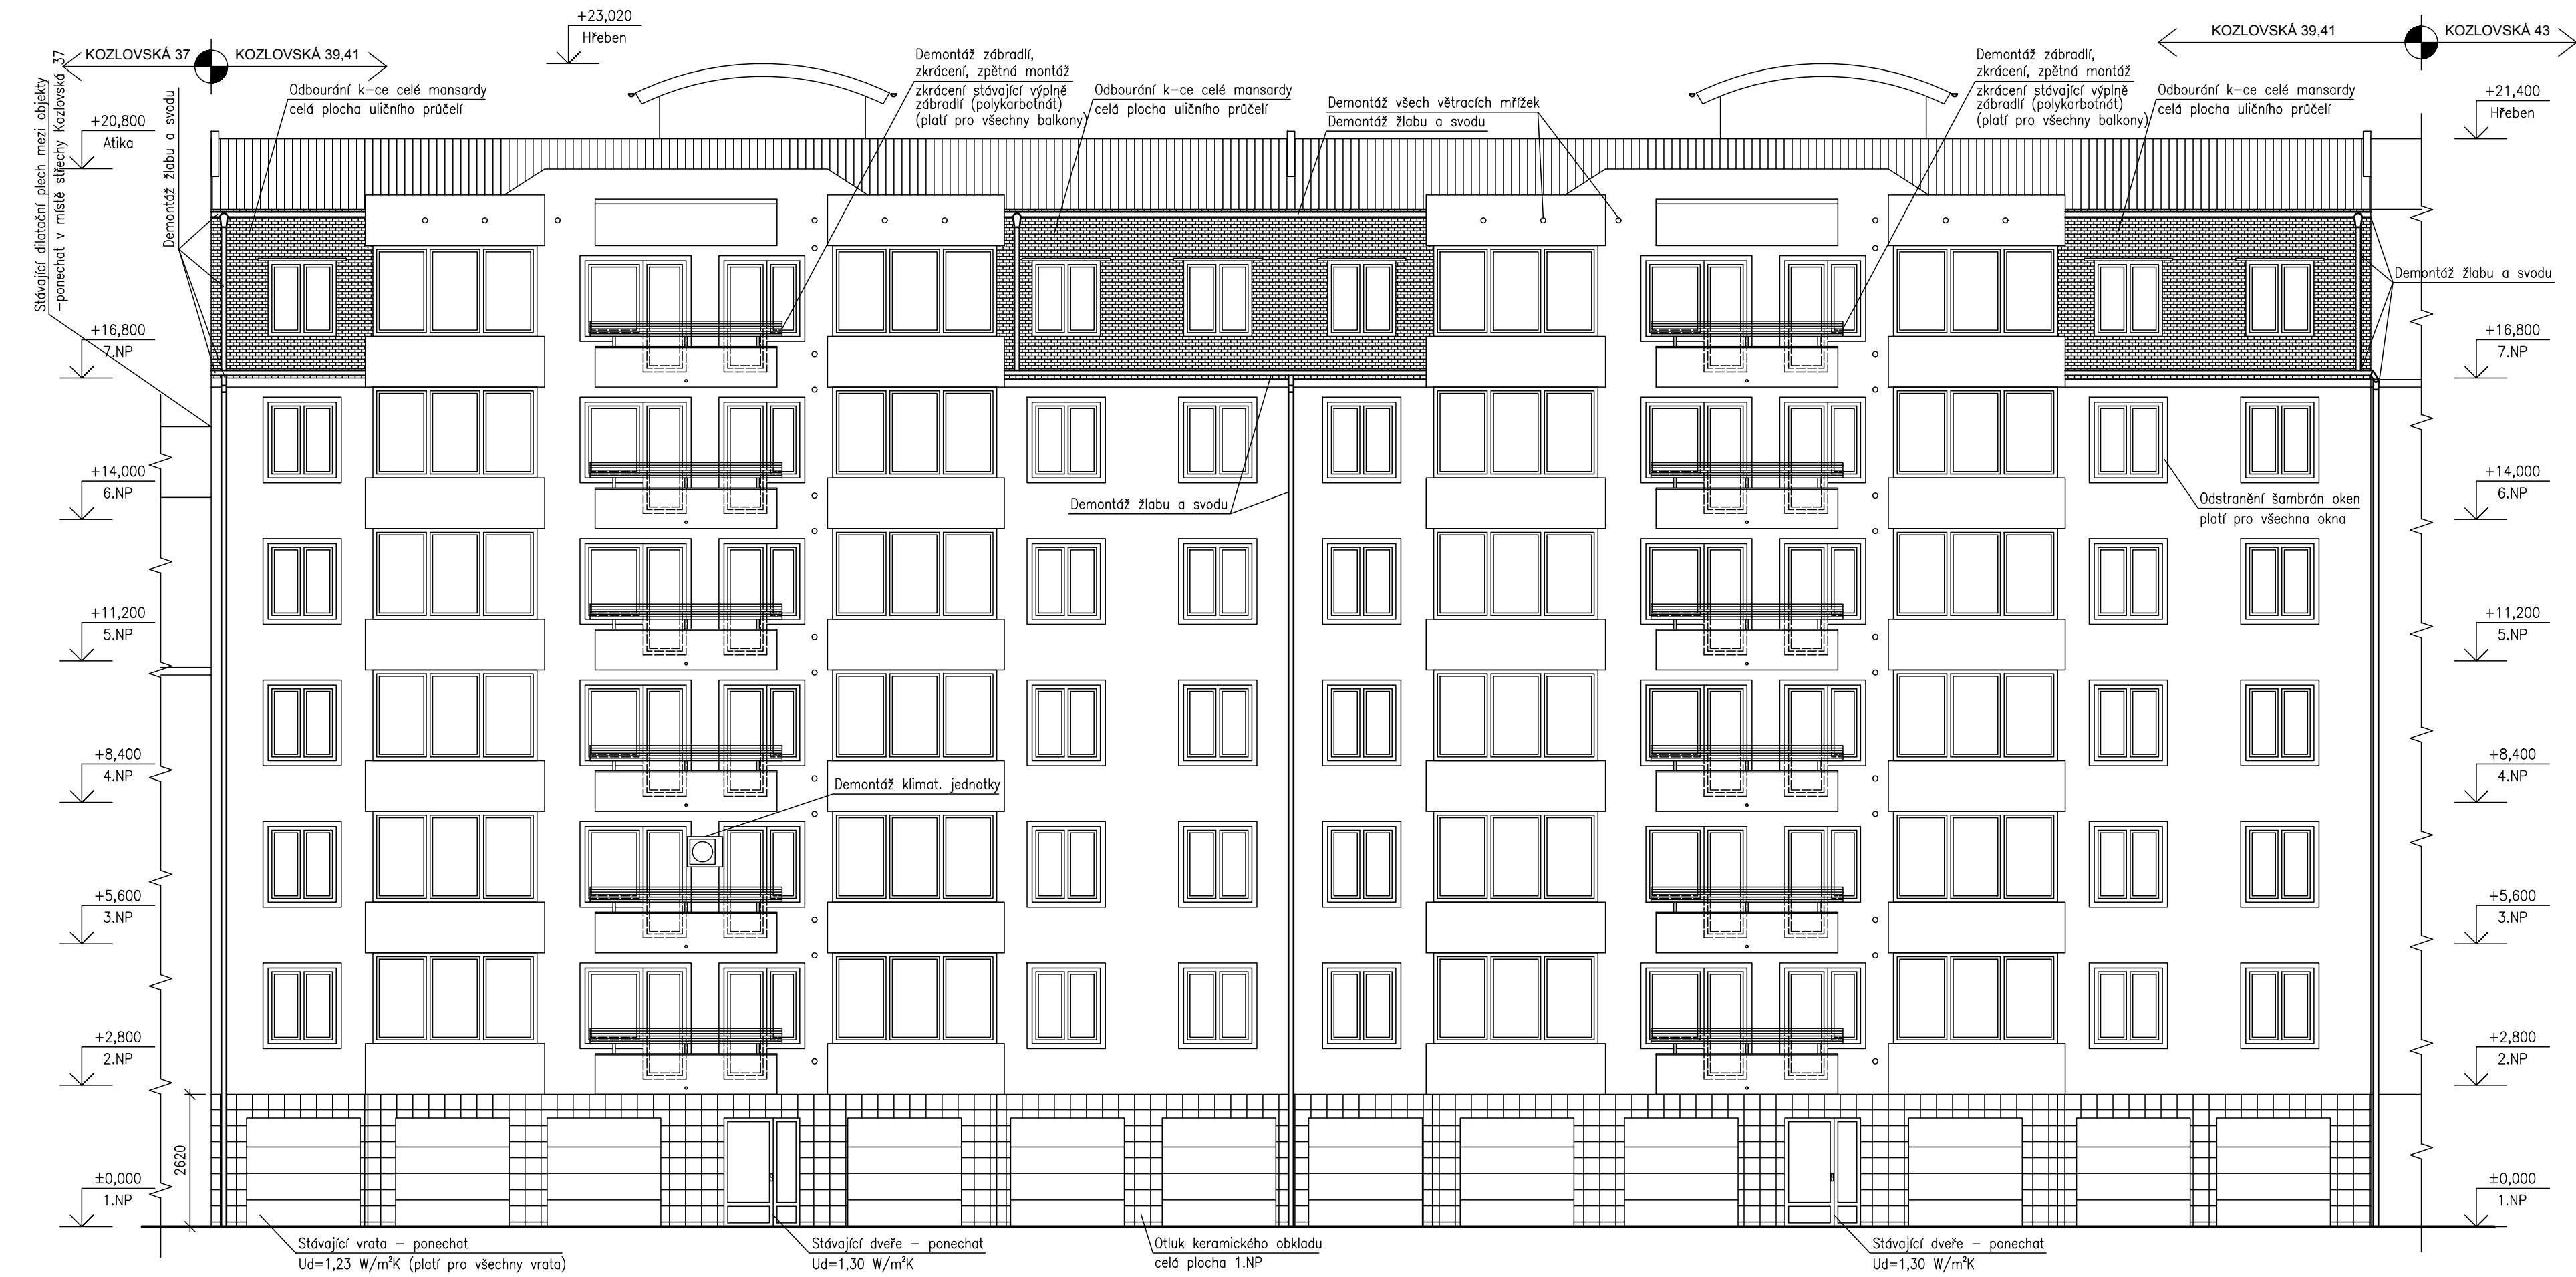 +23,020
Hřeben
KOZLOVSKÁ 37
KOZLOVSKÁ 39,41
KOZLOVSKÁ 39,41
KOZLOVSKÁ 43
Stávající dilatační plech mezi objekty
-ponechat v místě střechy Kozlovská 37
Demontáž žlabu a svodu
Odbourání k-ce celé mansardy
celá plocha uličního průčelí
Demontáž zábradlí,
zkrácení, zpětná montáž
zkrácení stávající výplně
zábradlí (polykarbotnát)
(platí pro všechny balkony)
Odbourání k-ce celé mansardy
celá plocha uličního průčelí
Demontáž všech větracích mřížek
Demontáž žlabu a svodu
Demontáž zábradlí,
zkrácení, zpětná montáž
zkrácení stávající výplně
zábradlí (polykarbotnát)
(platí pro všechny balkony)
Odbourání k-ce celé mansardy
celá plocha uličního průčelí
+20,800
Atika
+21,400
Hřeben
Demontáž žlabu a svodu
+16,800
7.NP
+16,800
7.NP
+14,000
6.NP
Demontáž žlabu a svodu
Odstranění šambrán oken
platí pro všechna okna
+14,000
6.NP
+11,200
5.NP
+11,200
5.NP
+8,400
4.NP
Demontáž klimat. jednotky
+8,400
4.NP
+5,600
3.NP
+5,600
3.NP
+2,800
2.NP
+2,800
2.NP
2620
±0,000
1.NP
±0,000
1.NP
Stávající vrata – ponechat
Ud=1,23 W/m²K (platí pro všechny vrata)
Stávající dveře – ponechat
Ud=1,30 W/m²K
Otluk keramického obkladu
celá plocha 1.NP
Stávající dveře – ponechat
Ud=1,30 W/m²K